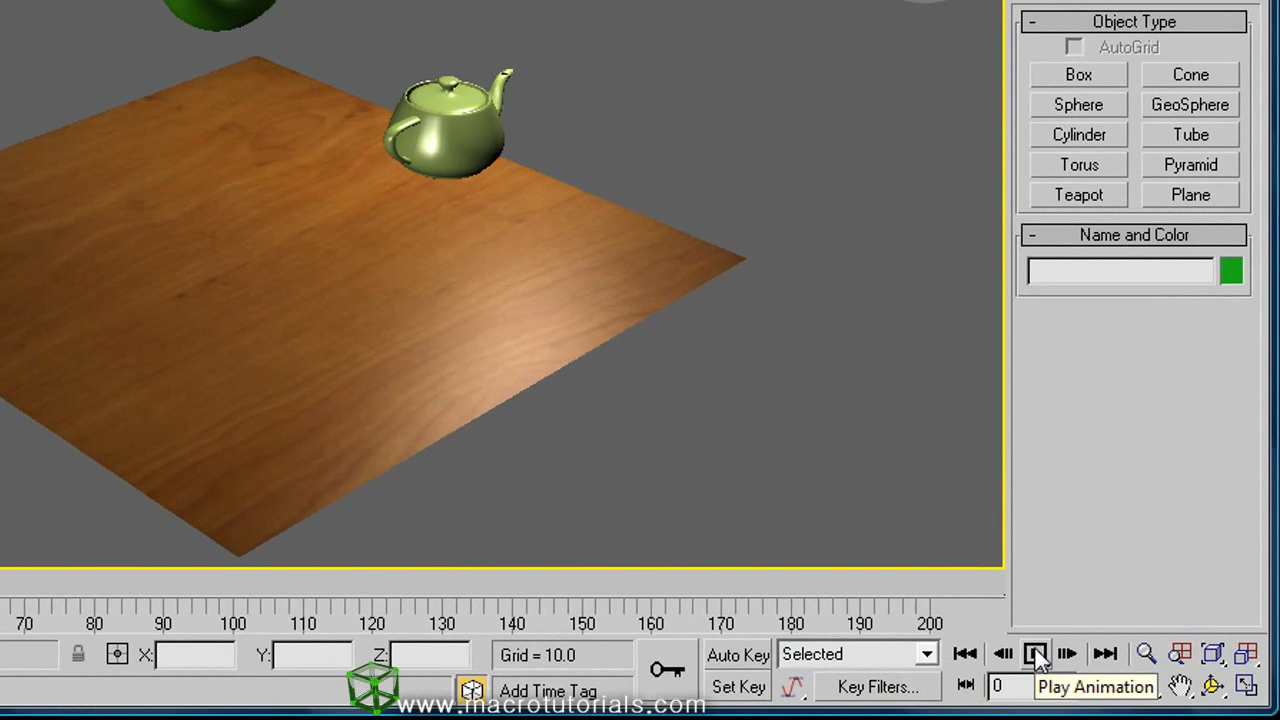 - Object Type
AutoGrid
Box Cone
Sphere GeoSphere
Cylinder Tube
Torus Pyramid
Teapot Plane
- Name and Color
70 80 90 100 110 120 130 140 150 160 170 180 190 200
X: Y: Z: Grid = 10.0 Auto Key Selected
Add Time Tag Set Key Key Filters... 0 Play Animation
www.macrotutorials.com